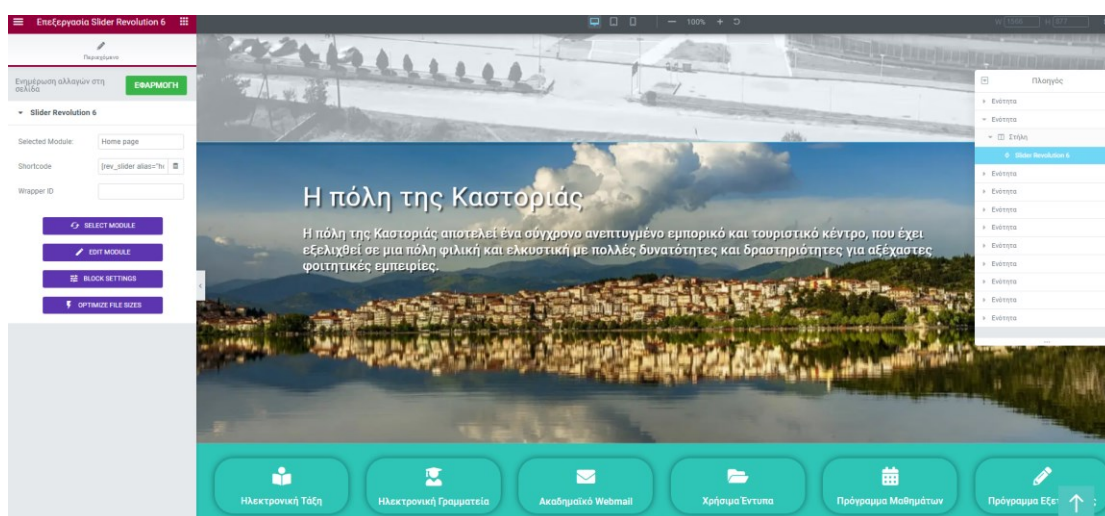 Επεξεργασία Slider Revolution 6
Περιεχόμενο
Ενημέρωση αλλαγών στη
σελίδα
ΕΦΑΡΜΟΓΗ
Slider Revolution 6
Selected Module:
Home page
Shortcode
[rev_slider alias="ho
Wrapper ID
SELECT MODULE
EDIT MODULE
BLOCK SETTINGS
OPTIMIZE FILE SIZES
100%
Η πόλη της Καστοριάς
Η πόλη της Καστοριάς αποτελεί ένα σύγχρονο ανεπτυγμένο εμπορικό και τουριστικό κέντρο, που έχει
εξελιχθεί σε μια πόλη φιλική και ελκυστική με πολλές δυνατότητες και δραστηριότητες για αξέχαστες
φοιτητικές εμπειρίες.
Πλοηγός
Ενότητα
Ενότητα
Στήλη
Slider Revolution 6
Ενότητα
Ενότητα
Ενότητα
Ενότητα
Ενότητα
Ενότητα
Ενότητα
Ενότητα
Ενότητα
Ηλεκτρονική Τάξη
Ηλεκτρονική Γραμματεία
Ακαδημαϊκό Webmail
Χρήσιμα Έντυπα
Πρόγραμμα Μαθημάτων
Πρόγραμμα